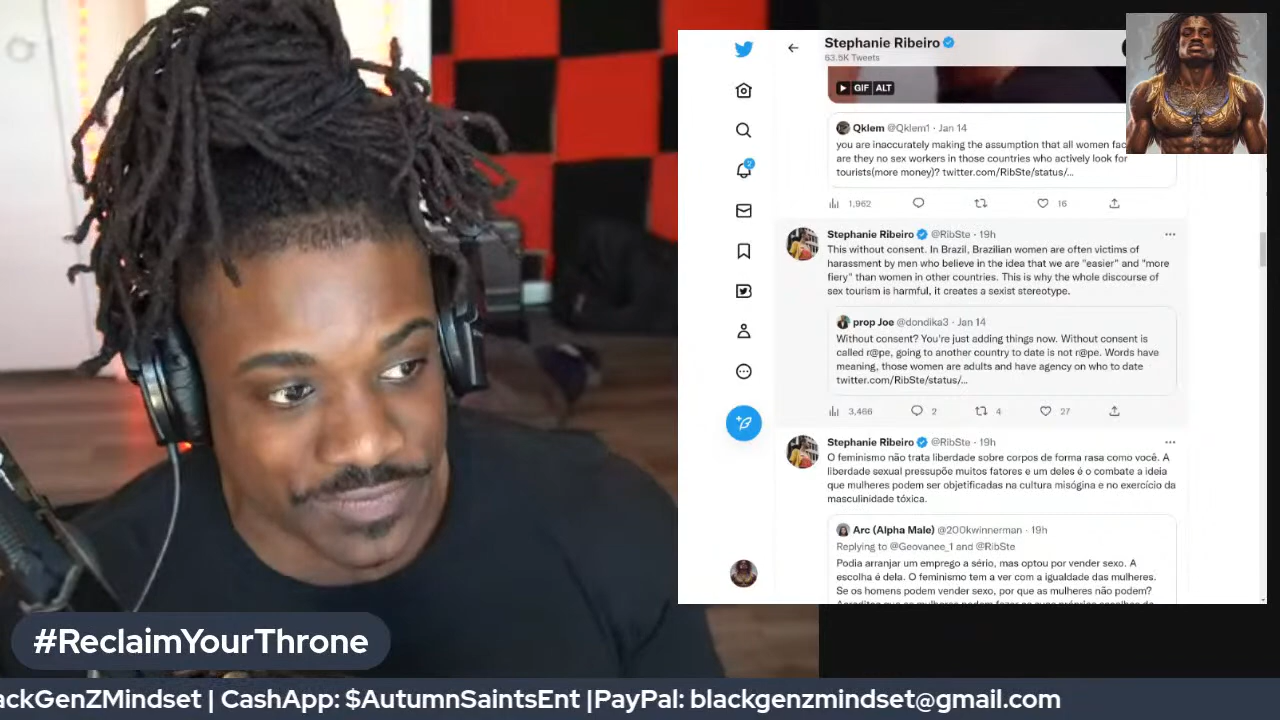 Stephanie Ribeiro
63.5K Tweets
GIF ALT
Qklem @Qklem1 · Jan 14
you are inaccurately making the assumption that all women fac
are they no sex workers in those countries who actively look for
tourists(more money)? twitter.com/RibSte/status/...
1,962 16
Stephanie Ribeiro @RibSte · 19h
This without consent. In Brazil, Brazilian women are often victims of
harassment by men who believe in the idea that we are "easier" and "more
fiery" than women in other countries. This is why the whole discourse of
sex tourism is harmful, it creates a sexist stereotype.
prop Joe @dondika3 · Jan 14
Without consent? You're just adding things now. Without consent is
called r@pe, going to another country to date is not r@pe. Words have
meaning, those women are adults and have agency on who to date
twitter.com/RibSte/status/...
3,466 2 4 27
Stephanie Ribeiro @RibSte · 19h
O feminismo não trata liberdade sobre corpos de forma rasa como você. A
liberdade sexual pressupõe muitos fatores e um deles é o combate a ideia
que mulheres podem ser objetificadas na cultura misógina e no exercício da
masculinidade tóxica.
Arc (Alpha Male) @200kwinnerman · 19h
Replying to @Geovanee_1 and @RibSte
Podia arranjar um emprego a sério, mas optou por vender sexo. A
escolha é dela. O feminismo tem a ver com a igualdade das mulheres.
Se os homens podem vender sexo, por que as mulheres não podem?
2
#ReclaimYourThrone
ackGenZMindset | CashApp: $AutumnSaintsEnt |PayPal: blackgenzmindset@gmail.com